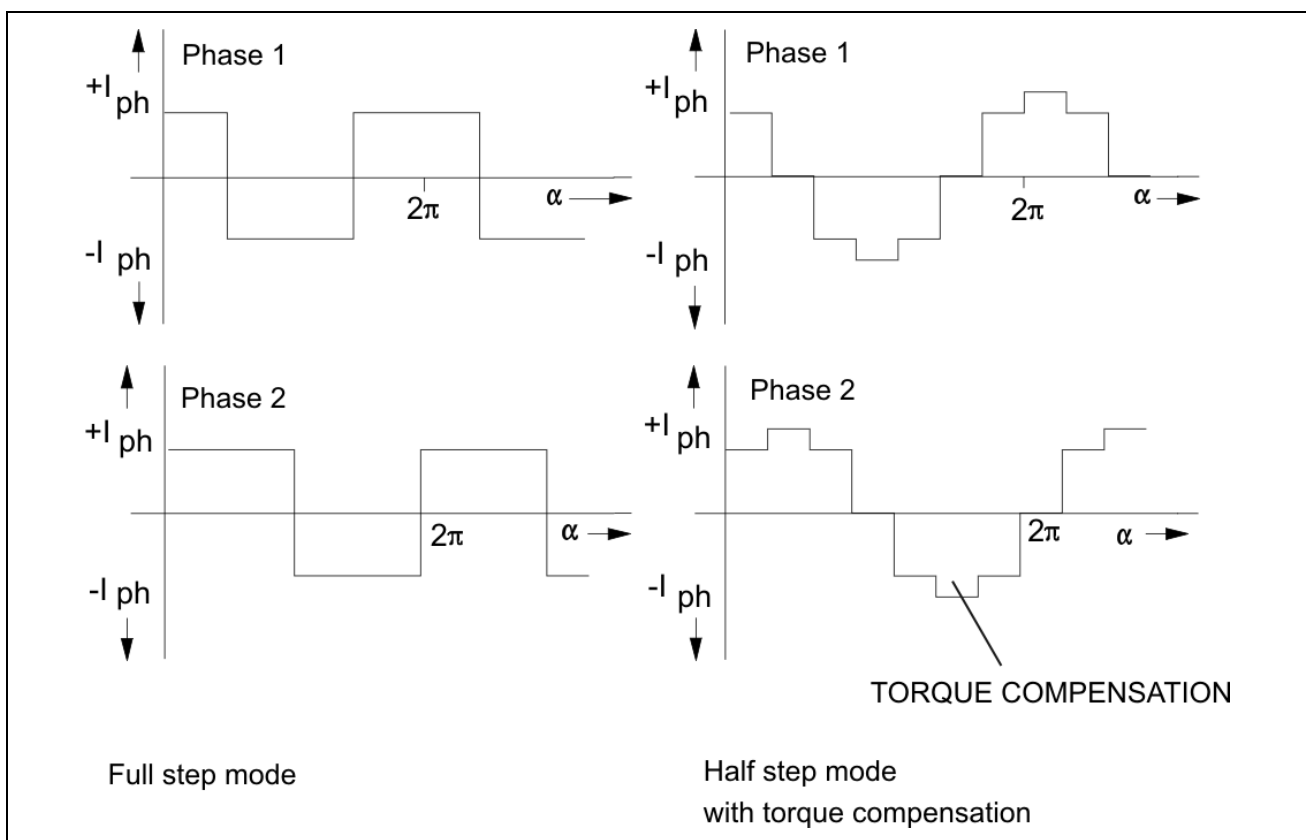 Phase 1
+I ph
2π
α
-I ph
Phase 1
+I ph
2π
α
-I ph
Phase 2
+I ph
2π
α
-I ph
Phase 2
+I ph
2π
α
-I ph
TORQUE COMPENSATION
Full step mode
Half step mode
with torque compensation